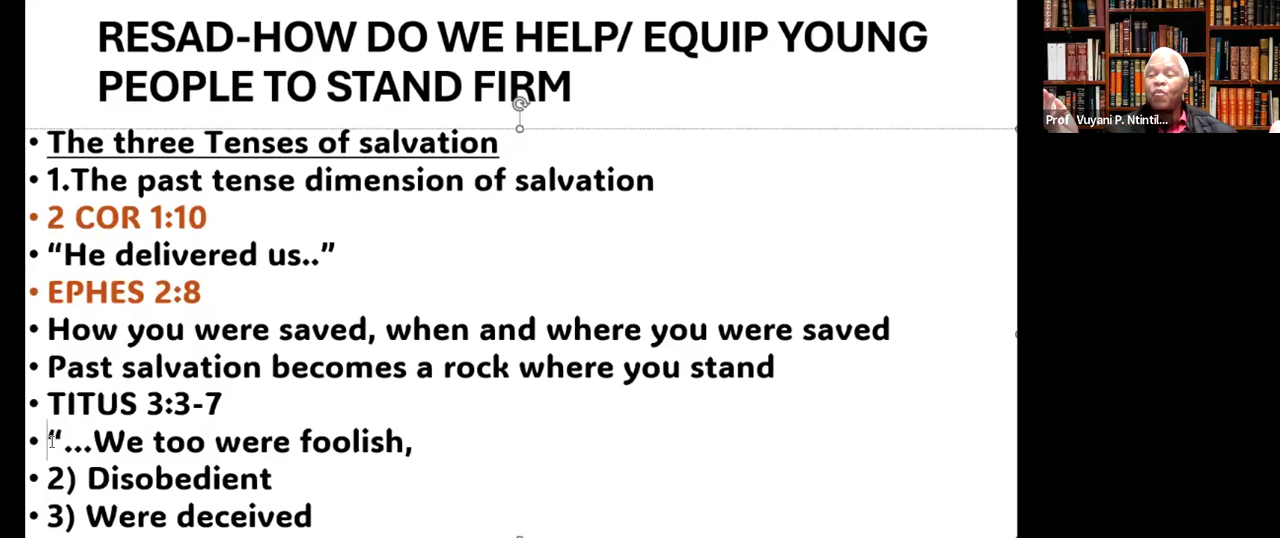 RESAD-HOW DO WE HELP/ EQUIP YOUNG
PEOPLE TO STAND FIRM
• The three Tenses of salvation
• 1.The past tense dimension of salvation
• 2 COR 1:10
• “He delivered us..”
• EPHES 2:8
• How you were saved, when and where you were saved
• Past salvation becomes a rock where you stand
• TITUS 3:3-7
• “...We too were foolish,
• 2) Disobedient
• 3) Were deceived
Prof Vuyani P. Ntintil...